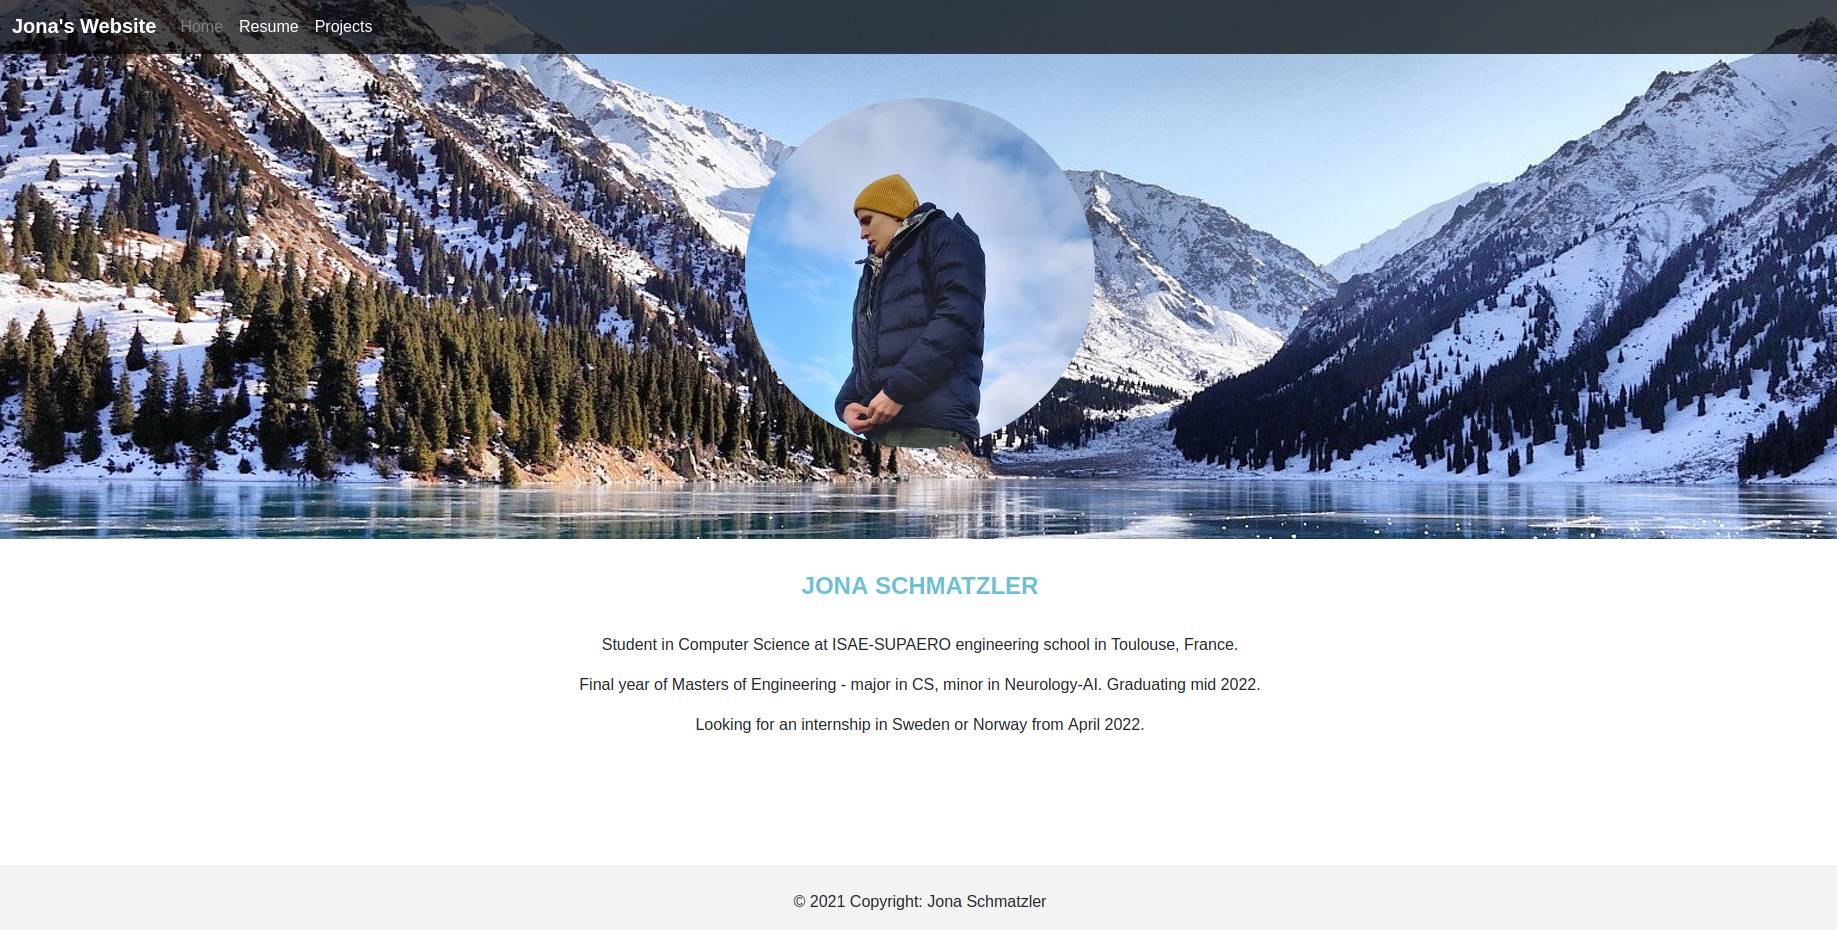 Jona's Website Home Resume Projects
JONA SCHMATZLER
Student in Computer Science at ISAE-SUPAERO engineering school in Toulouse, France.
Final year of Masters of Engineering - major in CS, minor in Neurology-AI. Graduating mid 2022.
Looking for an internship in Sweden or Norway from April 2022.
© 2021 Copyright: Jona Schmatzler